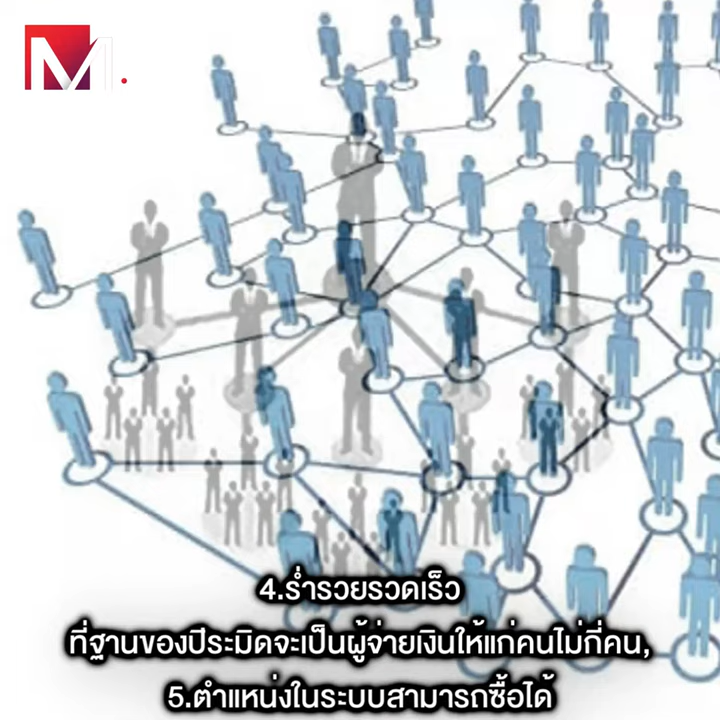 M.
4.ร่ำรวยรวดเร็ว
ที่ฐานของปิระมิดจะเป็นผู้จ่ายเงินให้แก่คนไม่กี่คน,
5.ตำแหน่งในระบบสามารถซื้อได้